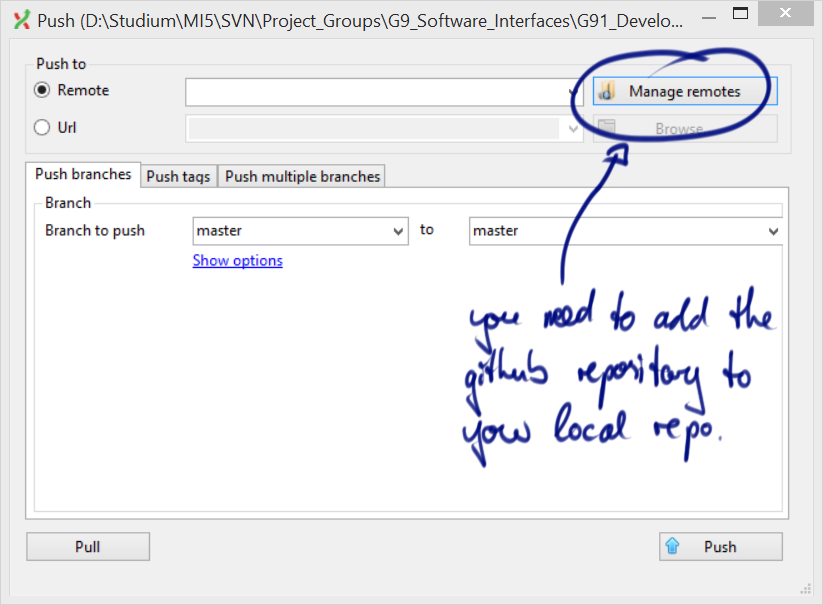 Push (D:\Studium\MI5\SVN\Project_Groups\G9_Software_Interfaces\G91_Develo...
Push to
Remote
Manage remotes
Url
Browse
Push branches
Push tags
Push multiple branches
Branch
Branch to push
master
to
master
Show options
you need to add the
github repository to
your local repo.
Pull
Push